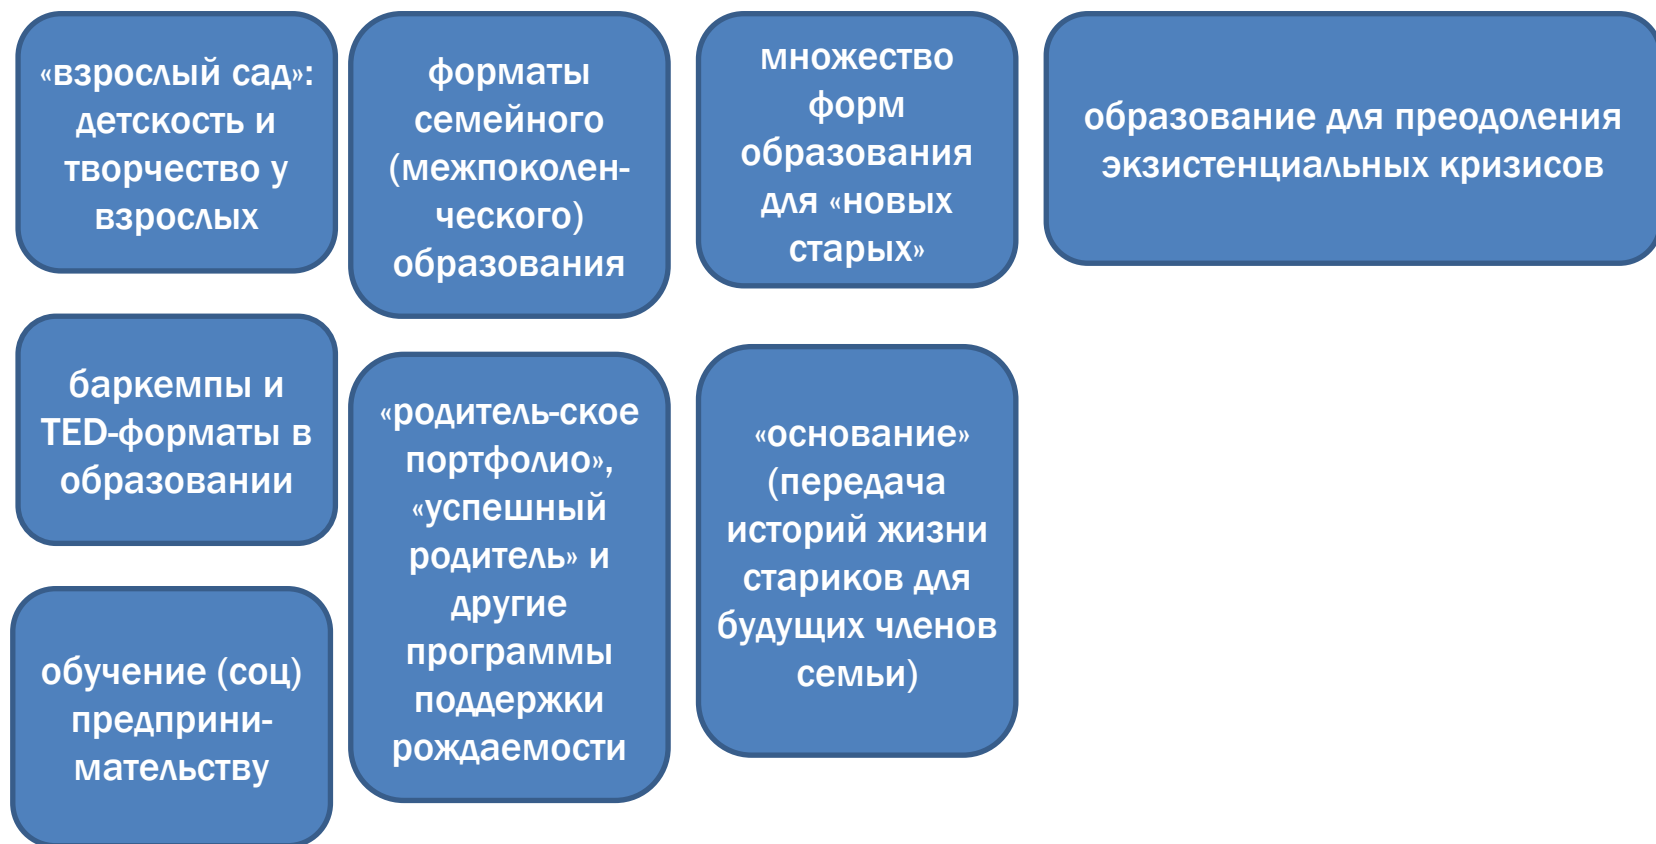 «взрослый сад»:
детскость и
творчество у
взрослых
форматы
семейного
(межпоколен-
ческого)
образования
множество
форм
образования
для «новых
старых»
образование для преодоления
экзистенциальных кризисов
баркемпы и
TED-форматы в
образовании
«родитель-ское
портфолио»,
«успешный
родитель» и
другие
программы
поддержки
рождаемости
«основание»
(передача
историй жизни
стариков для
будущих членов
семьи)
обучение (соц)
предприни-
мательству